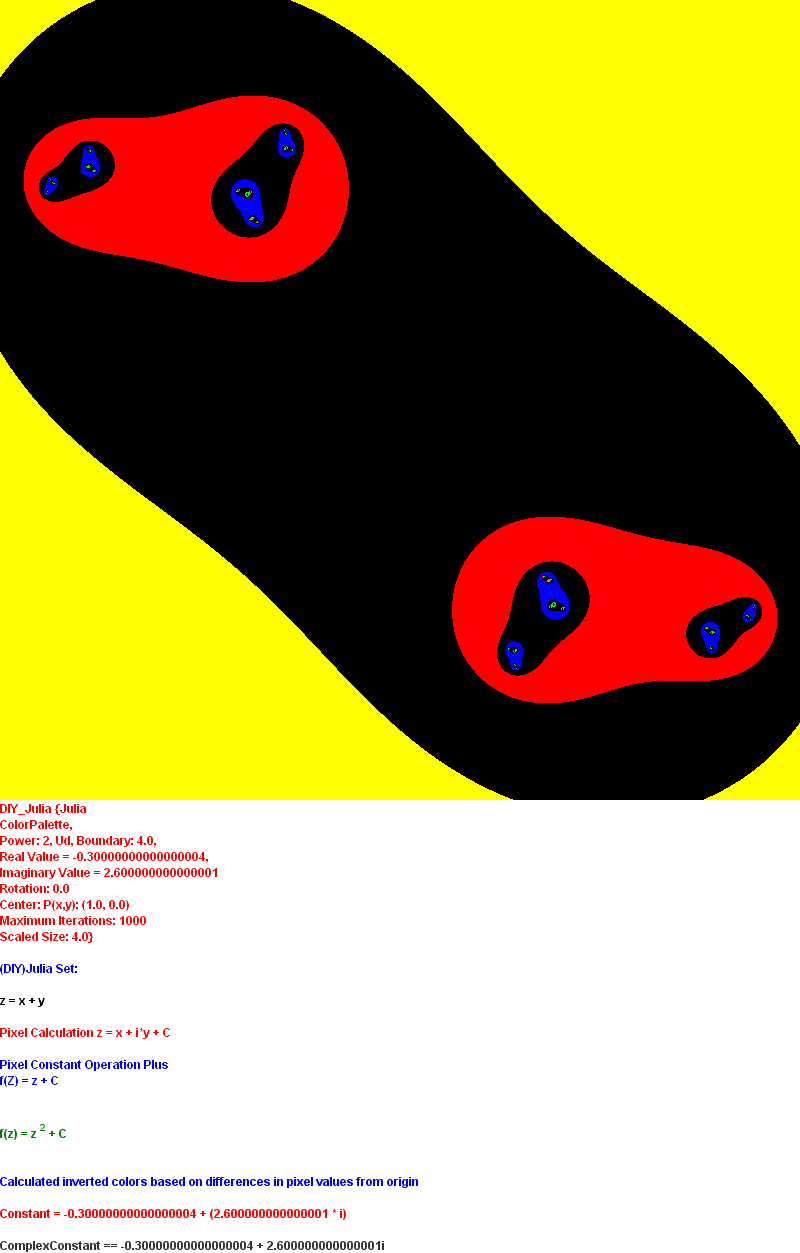 DIY_Julia {Julia
ColorPalette,
Power: 2, Ud, Boundary: 4.0,
Real Value = -0.30000000000000004,
Imaginary Value = 2.600000000000001
Rotation: 0.0
Center: P(x,y): (1.0, 0.0)
Maximum Iterations: 1000
Scaled Size: 4.0}
(DIY)Julia Set:
z = x + y
Pixel Calculation z = x + i*y + C
Pixel Constant Operation Plus
f(Z) = z + C
f(z) = z ² + C
Calculated inverted colors based on differences in pixel values from origin
Constant = -0.30000000000000004 + (2.600000000000001 * i)
ComplexConstant == -0.30000000000000004 + 2.600000000000001i